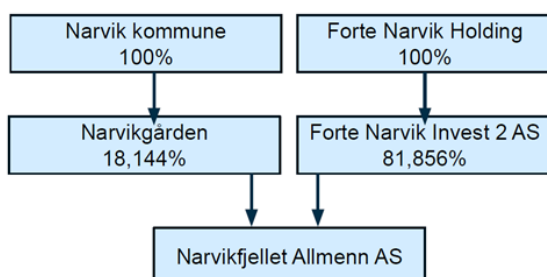 Narvik kommune
100%
Forte Narvik Holding
100%
Narvikgården
18,144%
Forte Narvik Invest 2 AS
81,856%
Narvikfjellet Allmenn AS